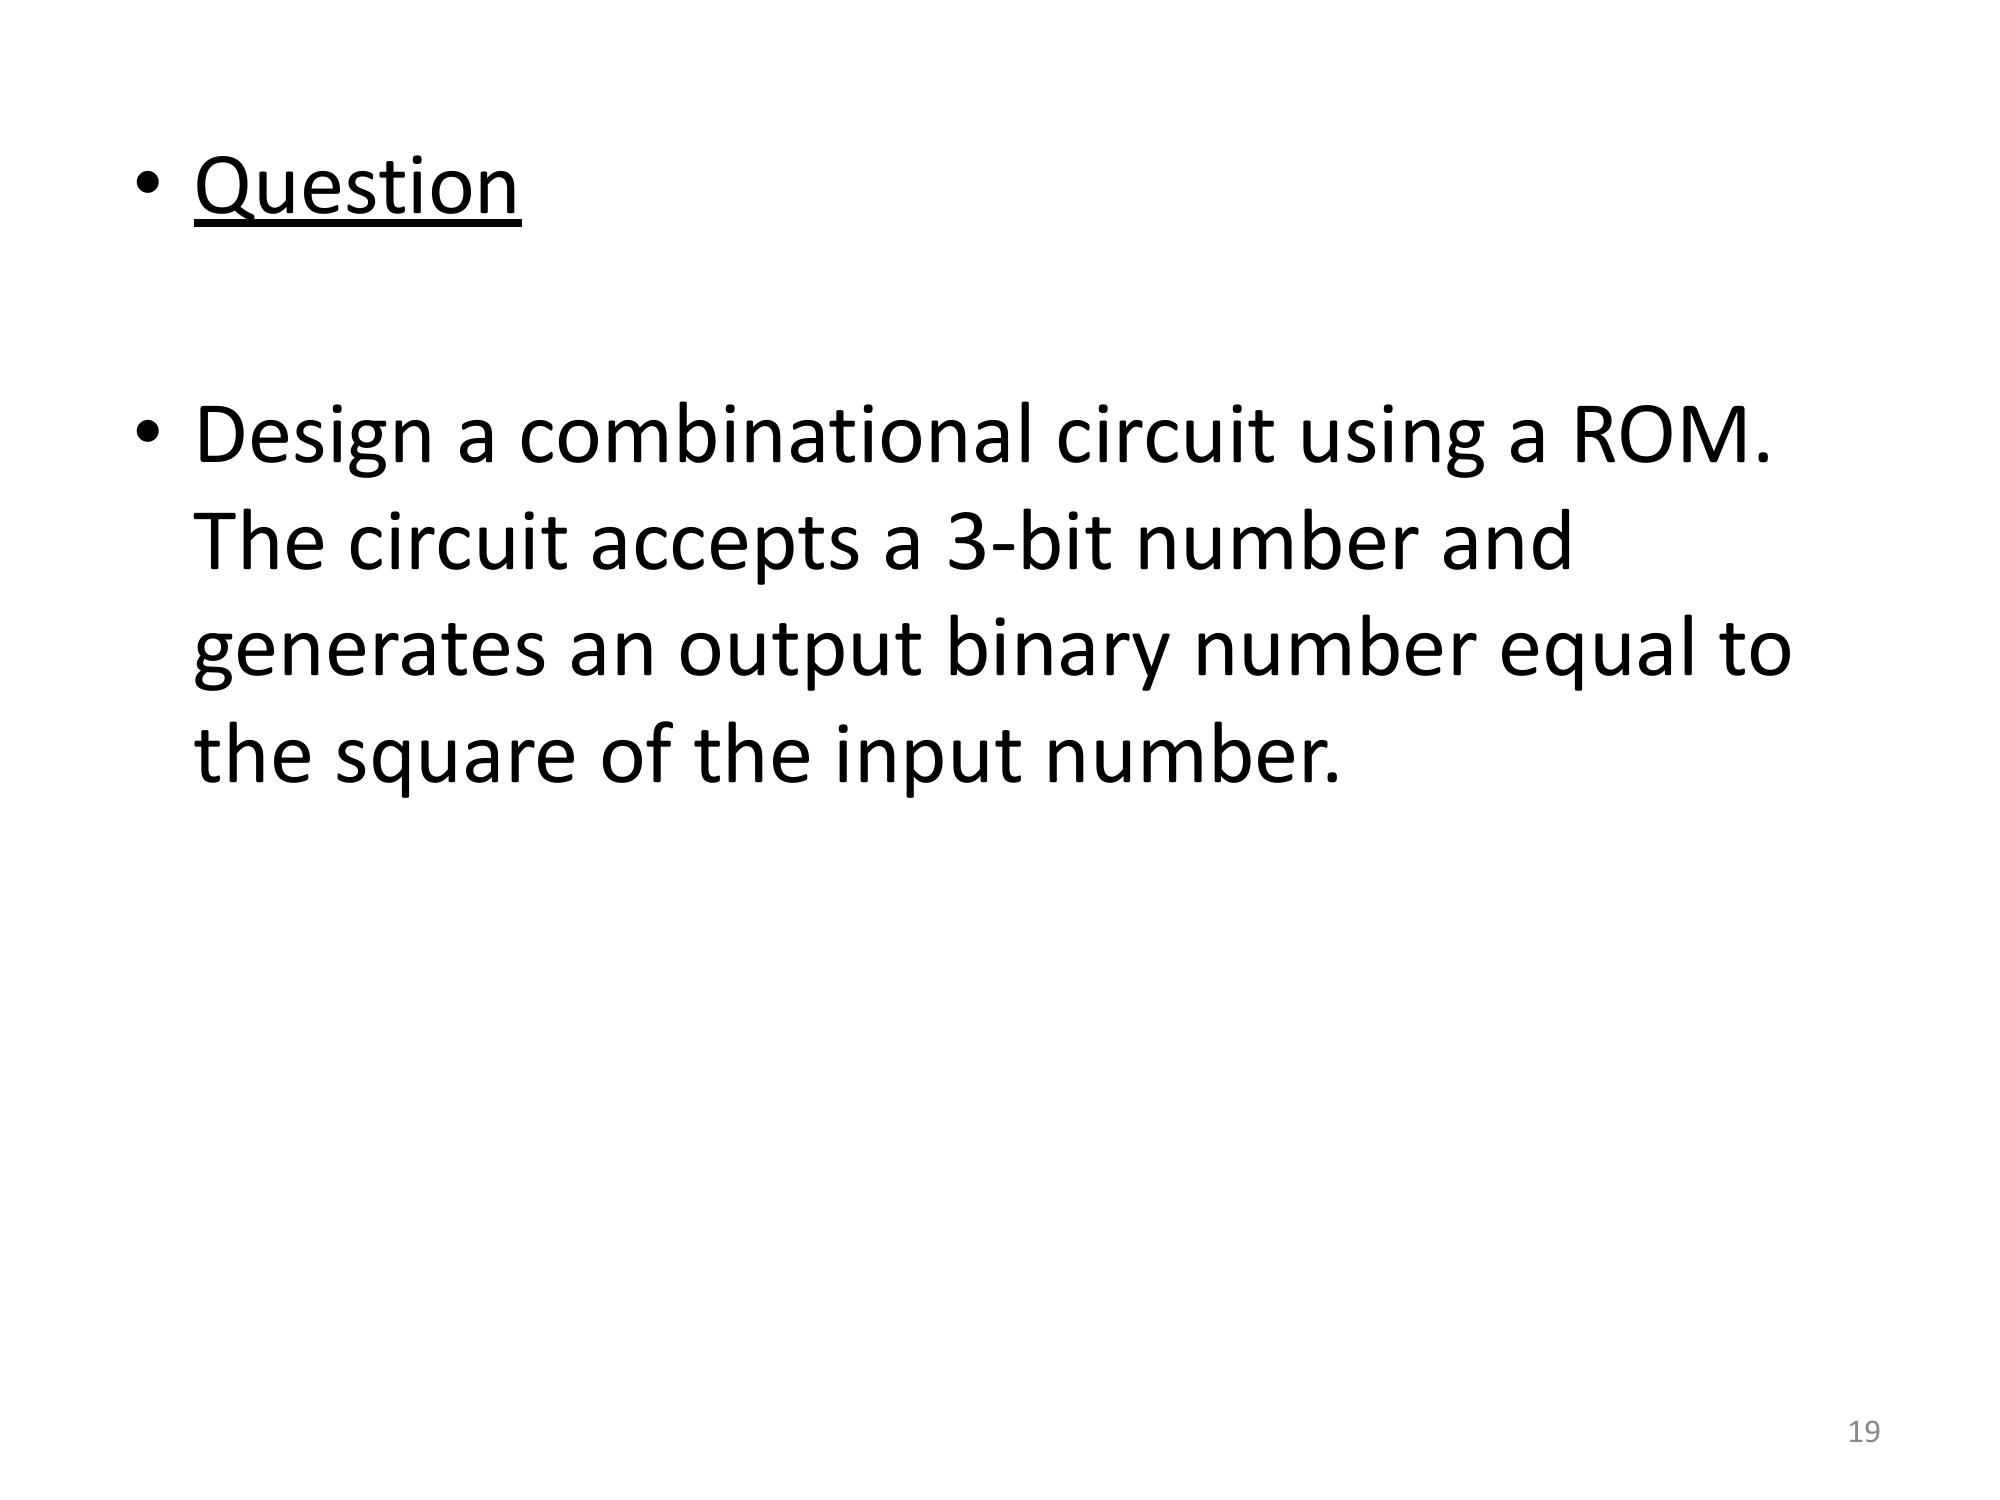 • Question
• Design a combinational circuit using a ROM.
The circuit accepts a 3-bit number and
generates an output binary number equal to
the square of the input number.
19